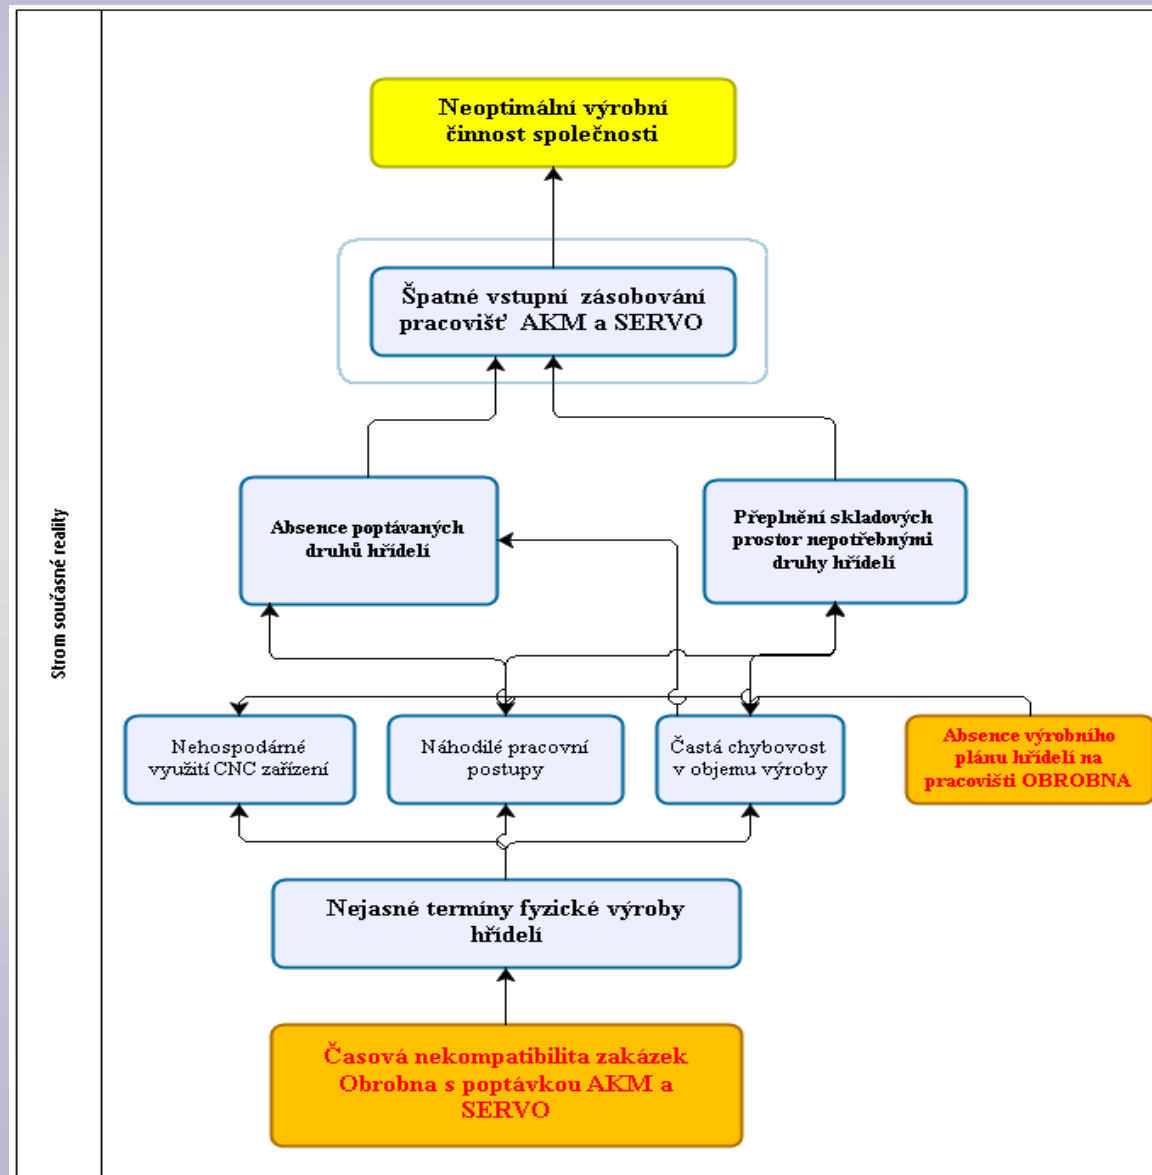 Strom současné reality
Neoptimální výrobní
činnost společnosti
Špatné vstupní zásobování
pracovišť AKM a SERVO
Absence poptávaných
druhů hřídelí
Přeplnění skladových
prostor nepotřebnými
druhy hřídelí
Nehospodárné
využití CNC zařízení
Náhodilé pracovní
postupy
Častá chybovost
v objemu výroby
Absence výrobního
plánu hřídelí na
pracovišti OBROBNA
Nejasné termíny fyzické výroby
hřídelí
Časová nekompatibilita zakázek
Obrobna s poptávkou AKM a
SERVO